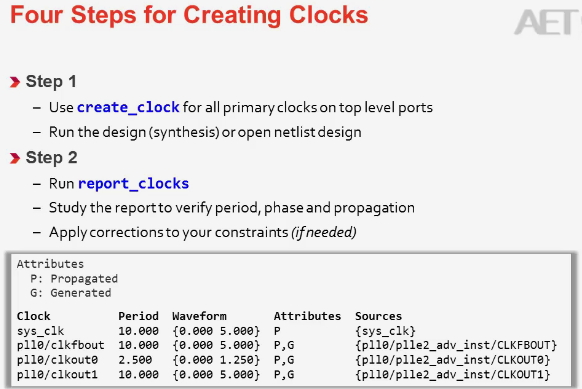 Four Steps for Creating Clocks
AET
Step 1
– Use create_clock for all primary clocks on top level ports
– Run the design (synthesis) or open netlist design
Step 2
– Run report_clocks
– Study the report to verify period, phase and propagation
– Apply corrections to your constraints (if needed)
Attributes
P: Propagated
G: Generated
Clock Period Waveform Attributes Sources
sys_clk 10.000 {0.000 5.000} P {sys_clk}
pll0/clkfbout 10.000 {0.000 5.000} P,G {pll0/plle2_adv_inst/CLKFBOUT}
pll0/clkout0 2.500 {0.000 1.250} P,G {pll0/plle2_adv_inst/CLKOUT0}
pll0/clkout1 10.000 {0.000 5.000} P,G {pll0/plle2_adv_inst/CLKOUT1}